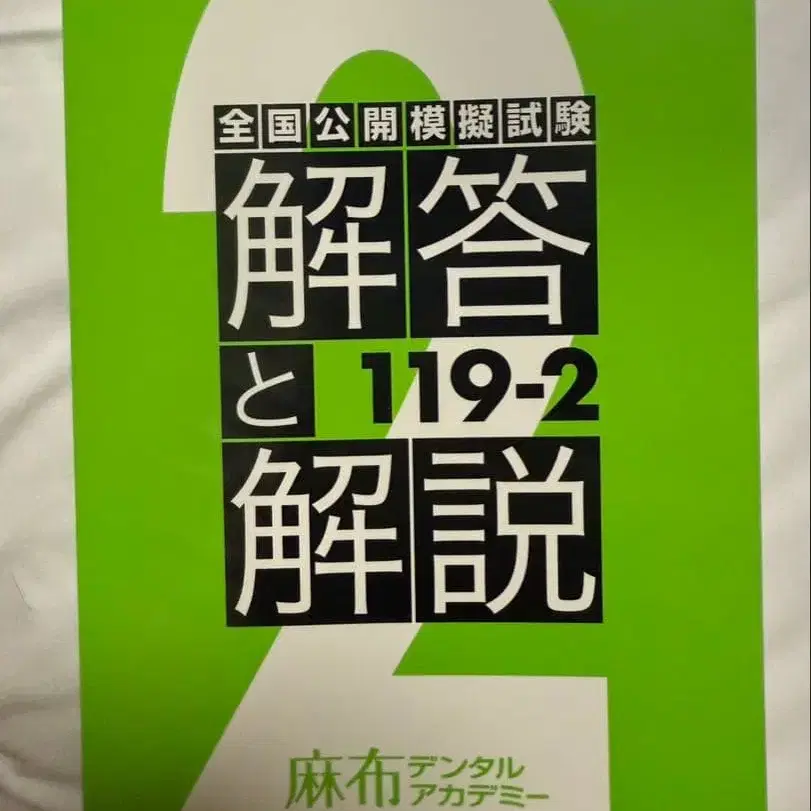 2
全国公開模擬試験
解答
と 119-2
解説
麻布デンタル
アカデミー